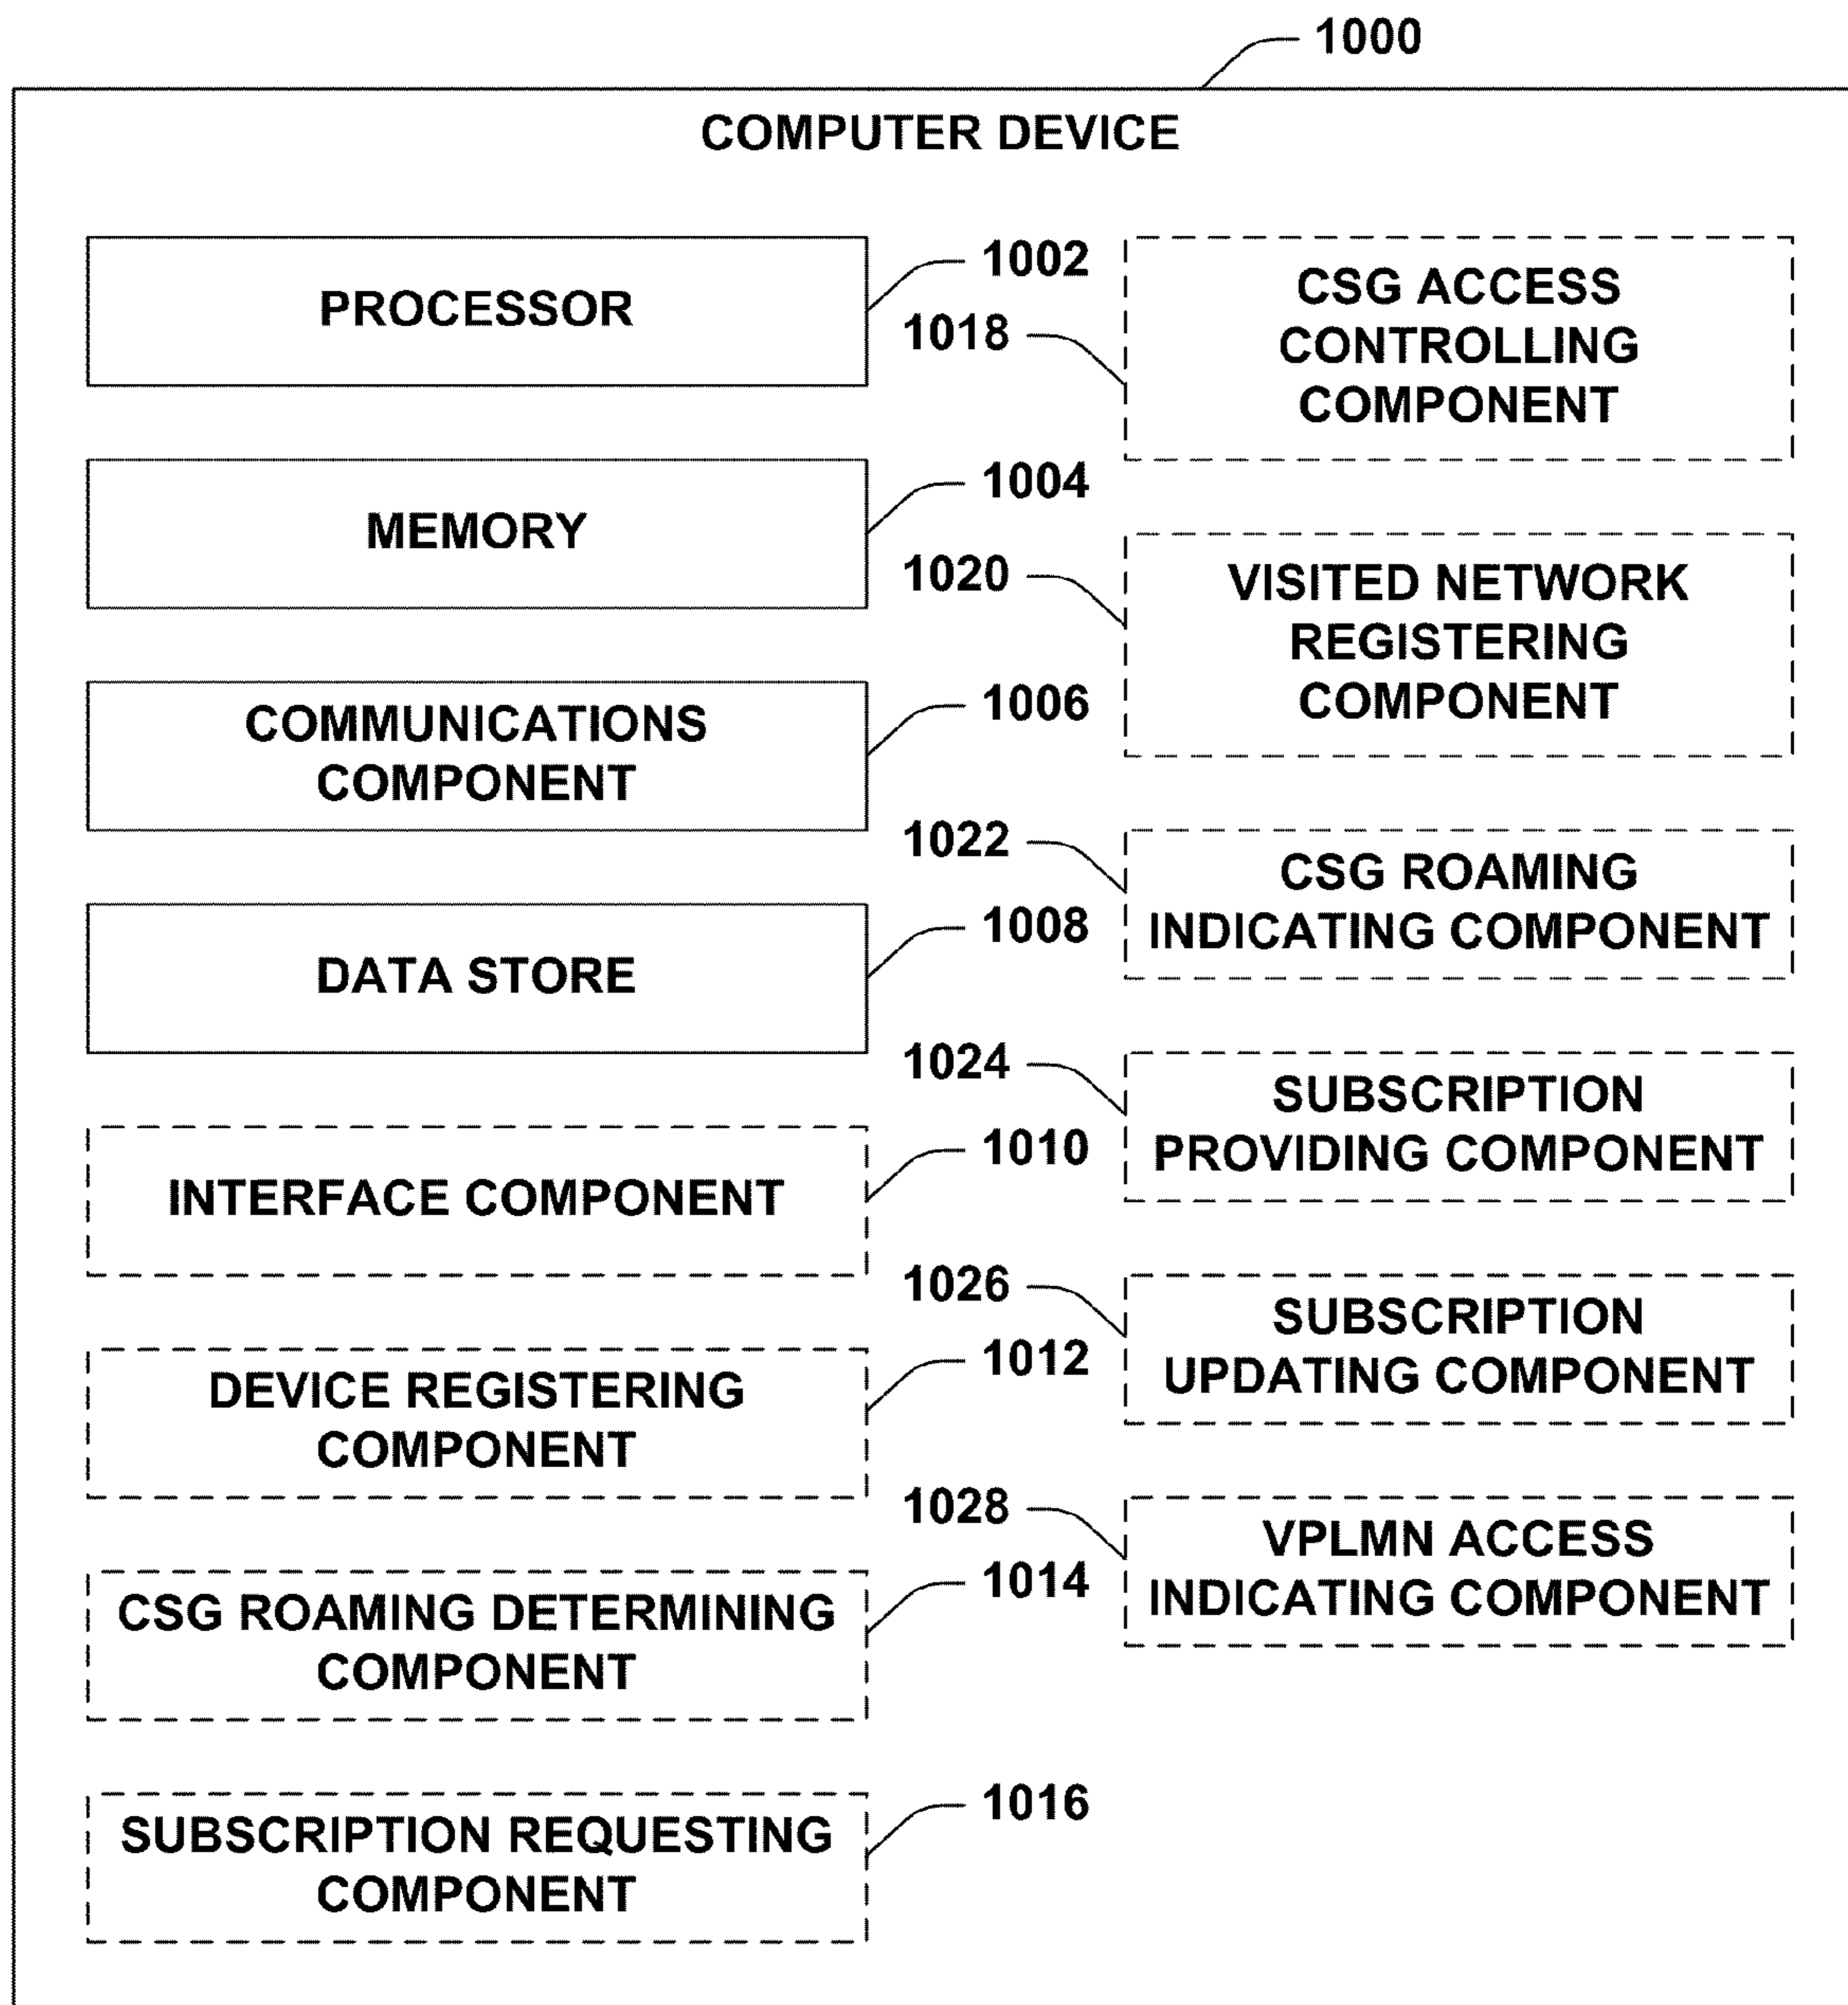 1000
COMPUTER DEVICE
PROCESSOR
1002
MEMORY
1004
COMMUNICATIONS
COMPONENT
1006
DATA STORE
1008
INTERFACE COMPONENT
1010
DEVICE REGISTERING
COMPONENT
1012
CSG ROAMING DETERMINING
COMPONENT
1014
SUBSCRIPTION REQUESTING
COMPONENT
1016
1018
CSG ACCESS
CONTROLLING
COMPONENT
1020
VISITED NETWORK
REGISTERING
COMPONENT
1022
CSG ROAMING
INDICATING COMPONENT
1024
SUBSCRIPTION
PROVIDING COMPONENT
1026
SUBSCRIPTION
UPDATING COMPONENT
1028
VPLMN ACCESS
INDICATING COMPONENT